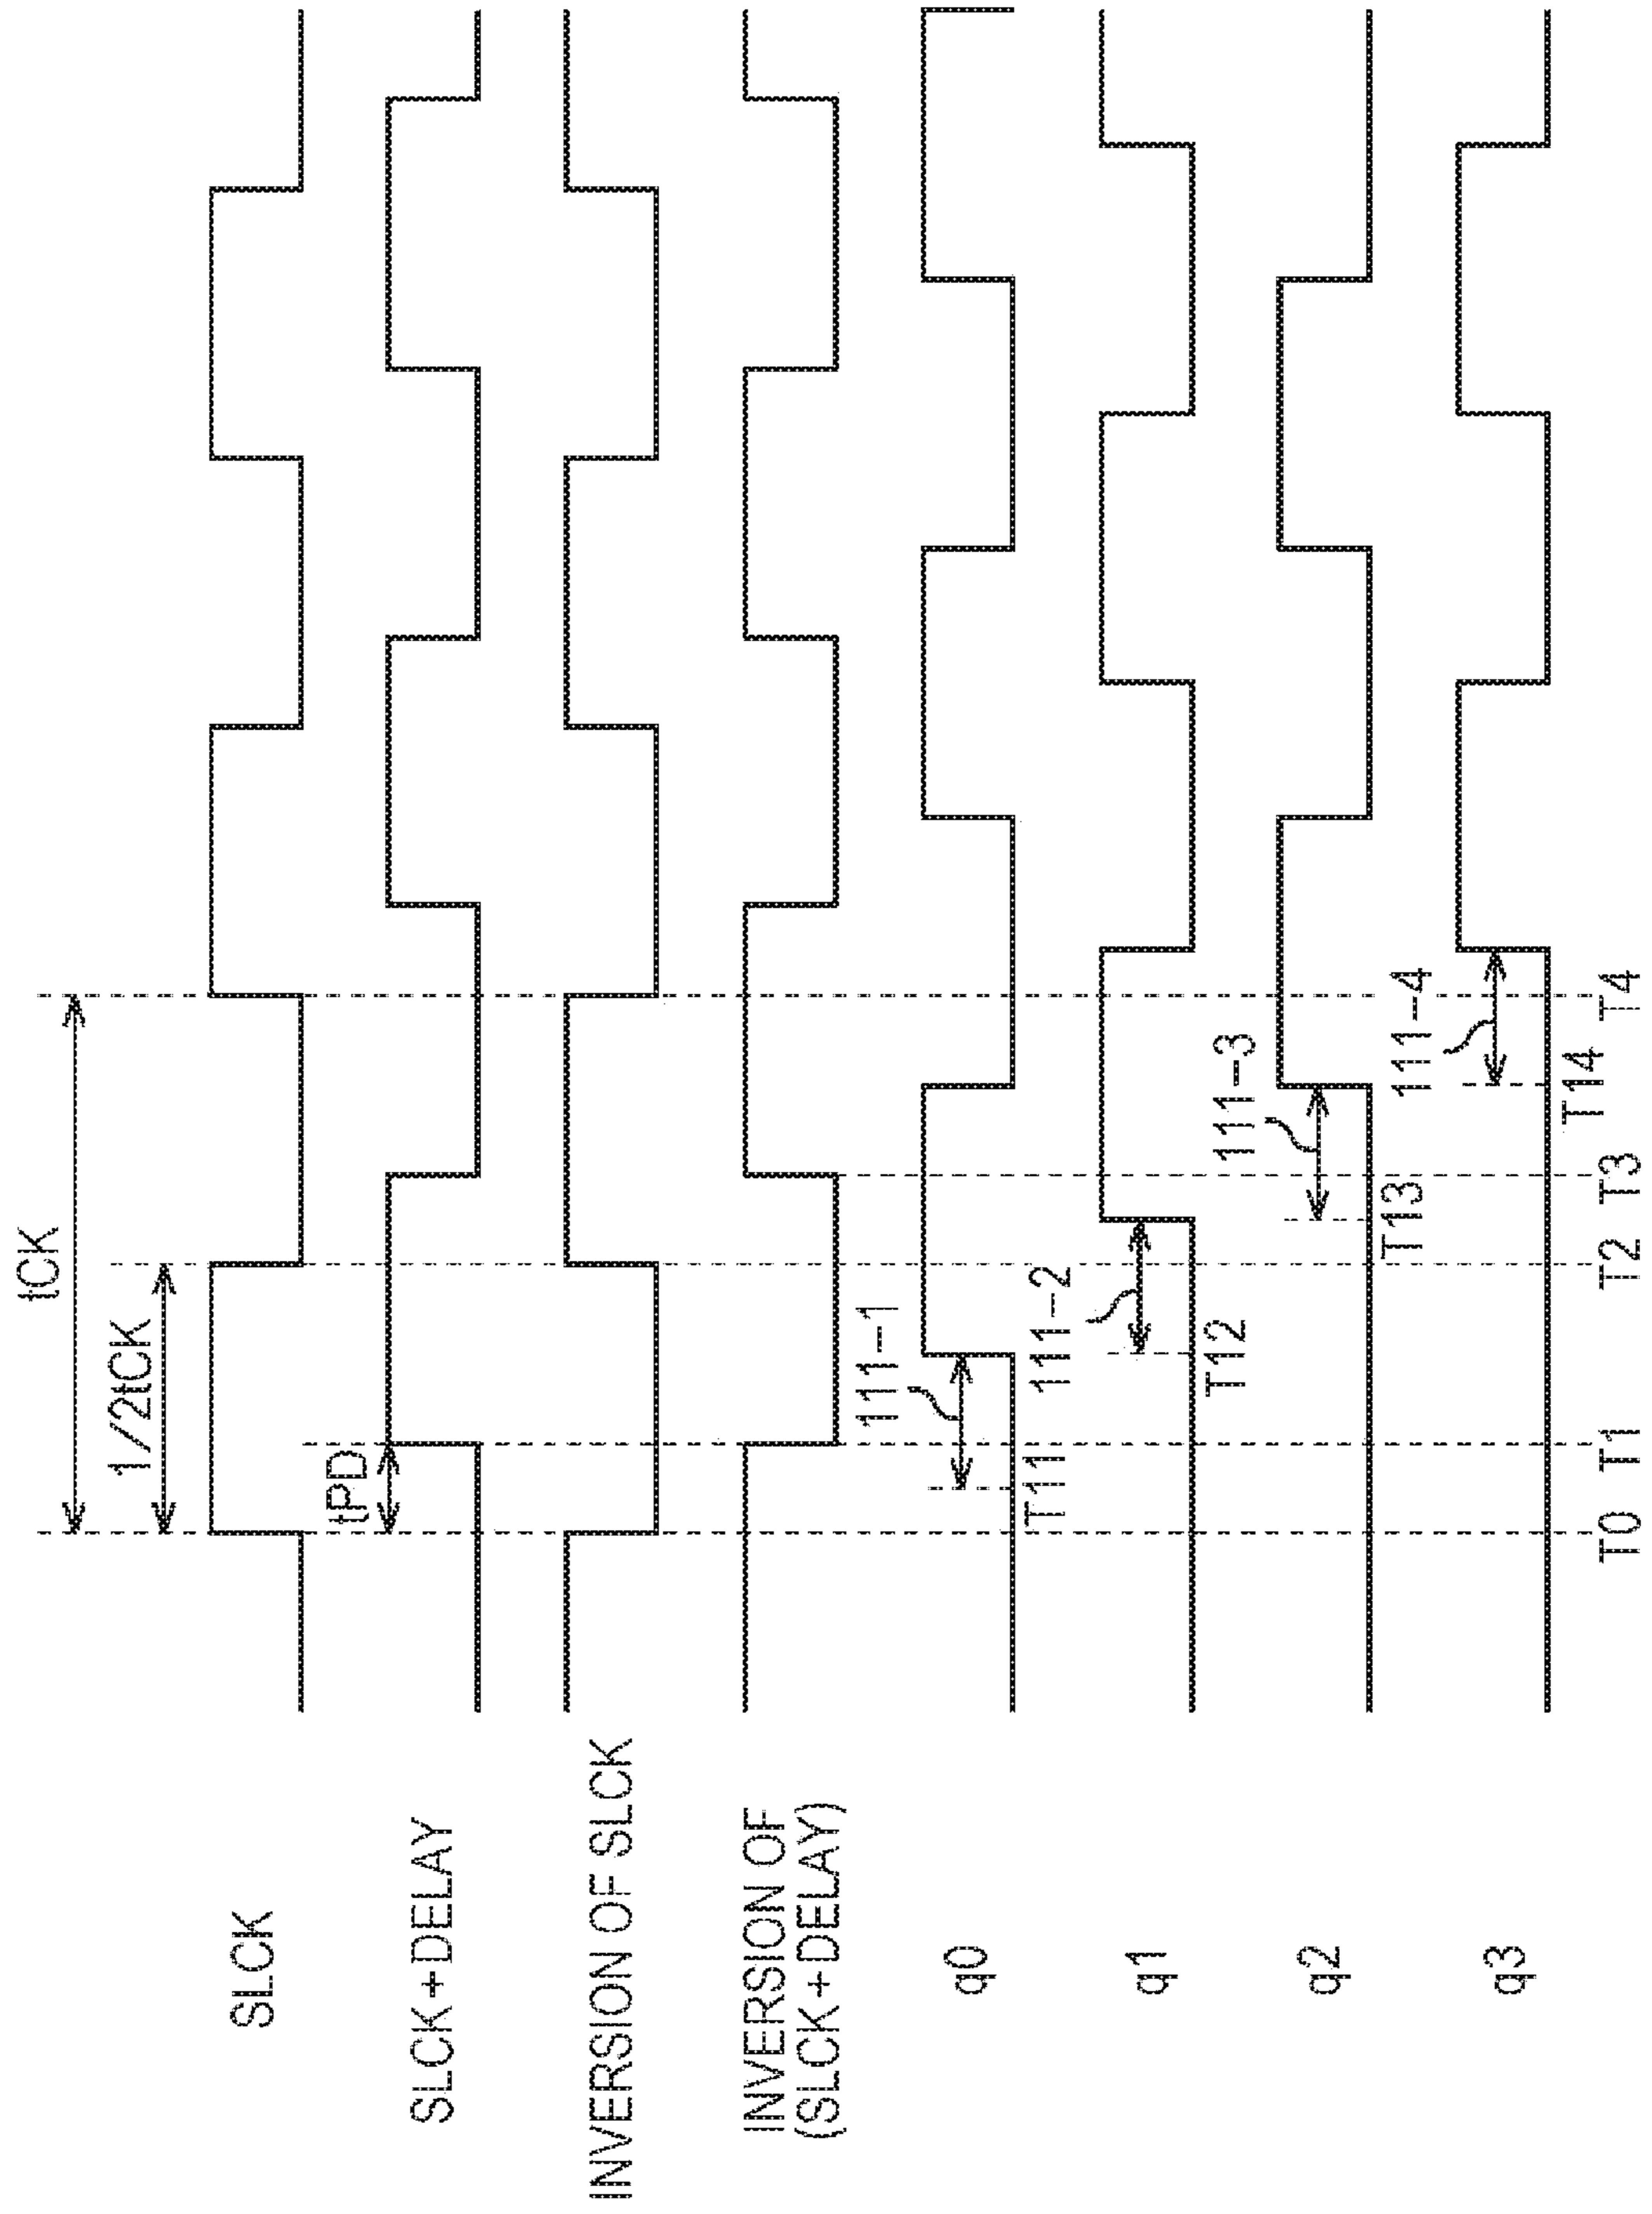 tCK
1/2tCK
SLCK
tPD
SLCK+DELAY
INVERSION OF SLCK
INVERSION OF
(SLCK+DELAY)
111-1
q0
T11
111-2
q1
T12
111-3
q2
T13
111-4
q3
T14
T0 T1 T2 T3 T4